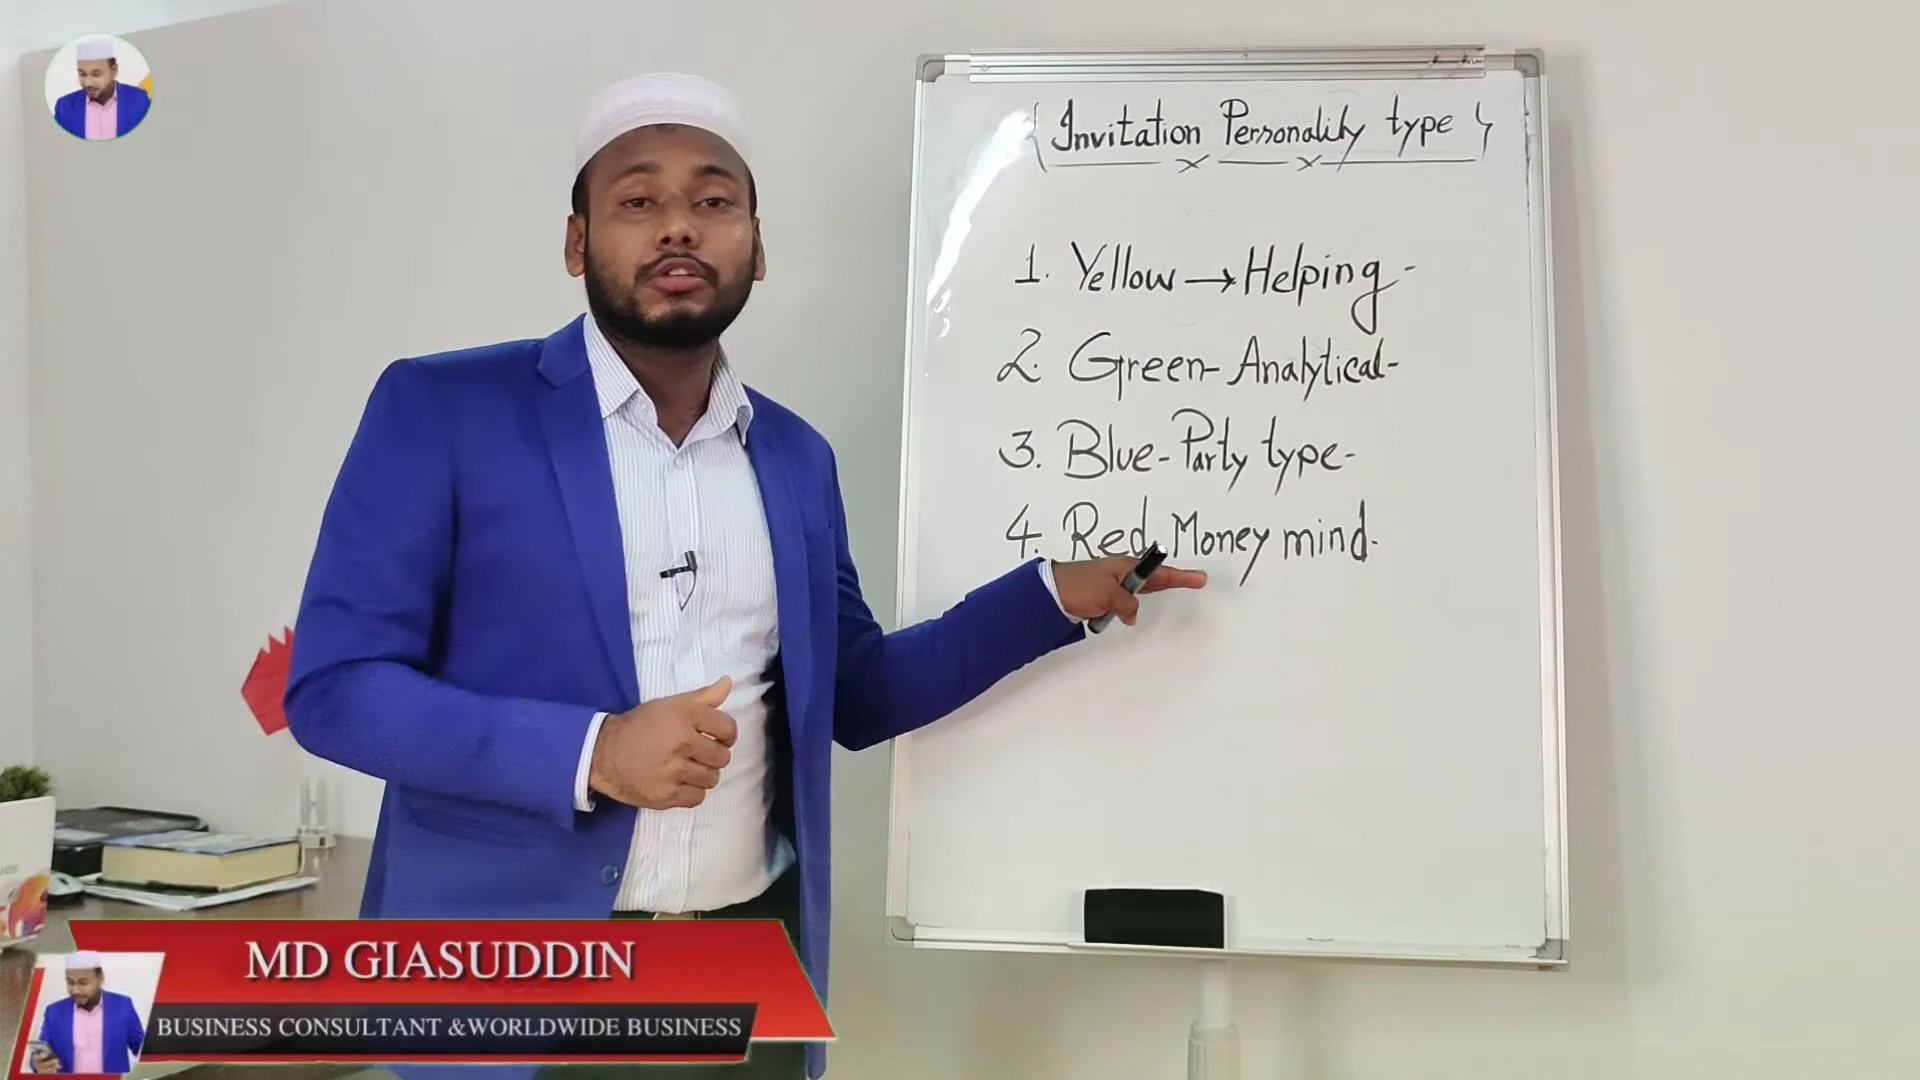 { Invitation Personality type }
1. Yellow → Helping -
2. Green - Analytical -
3. Blue - Party type -
4. Red, Money mind.
MD GIASUDDIN
BUSINESS CONSULTANT &WORLDWIDE BUSINESS